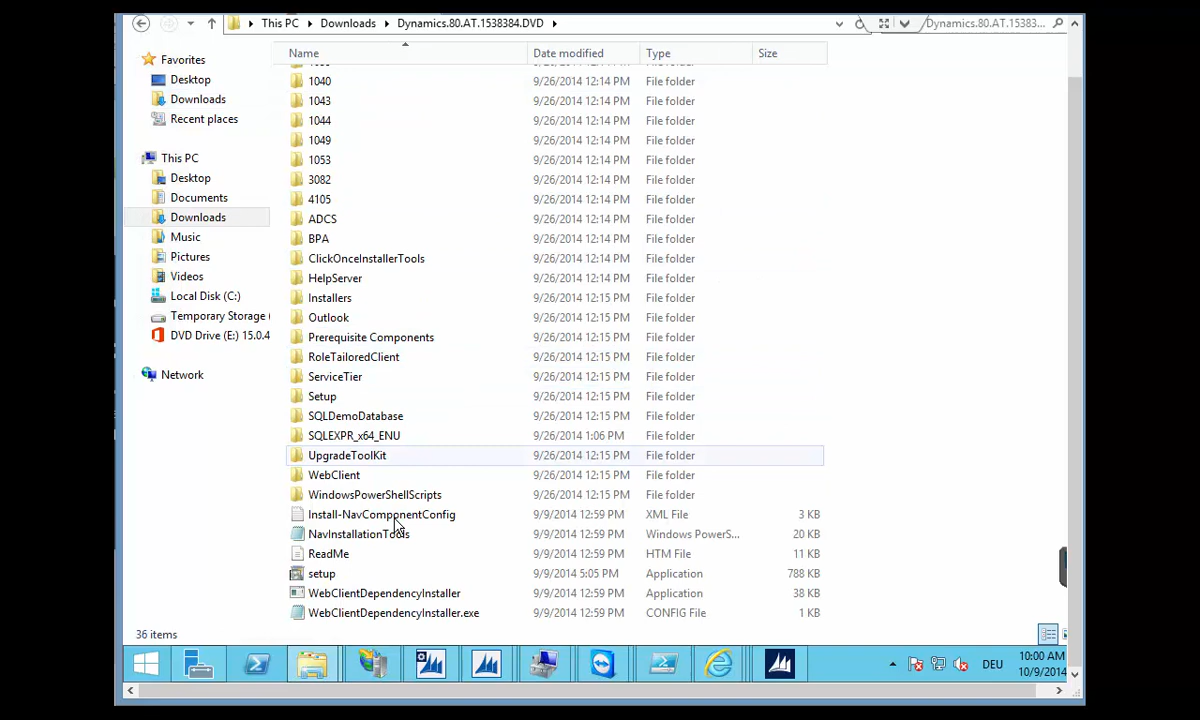 This PC Downloads Dynamics.80.AT.1538384.DVD
Dynamics.80.AT.15383...
Name Date modified Type Size
Favorites
Desktop
Downloads
Recent places
This PC
Desktop
Documents
Downloads
Music
Pictures
Videos
Local Disk (C:)
Temporary Storage (
DVD Drive (E:) 15.0.4
Network
9/26/2014 12:14 PM File folder
1040 9/26/2014 12:14 PM File folder
1043 9/26/2014 12:14 PM File folder
1044 9/26/2014 12:14 PM File folder
1049 9/26/2014 12:14 PM File folder
1053 9/26/2014 12:14 PM File folder
3082 9/26/2014 12:14 PM File folder
4105 9/26/2014 12:14 PM File folder
ADCS 9/26/2014 12:14 PM File folder
BPA 9/26/2014 12:14 PM File folder
ClickOnceInstallerTools 9/26/2014 12:14 PM File folder
HelpServer 9/26/2014 12:14 PM File folder
Installers 9/26/2014 12:15 PM File folder
Outlook 9/26/2014 12:15 PM File folder
Prerequisite Components 9/26/2014 12:15 PM File folder
RoleTailoredClient 9/26/2014 12:15 PM File folder
ServiceTier 9/26/2014 12:15 PM File folder
Setup 9/26/2014 12:15 PM File folder
SQLDemoDatabase 9/26/2014 12:15 PM File folder
SQLEXPR_x64_ENU 9/26/2014 1:06 PM File folder
UpgradeToolKit 9/26/2014 12:15 PM File folder
WebClient 9/26/2014 12:15 PM File folder
WindowsPowerShellScripts 9/26/2014 12:15 PM File folder
Install-NavComponentConfig 9/9/2014 12:59 PM XML File 3 KB
NavInstallationTools 9/9/2014 12:59 PM Windows PowerS... 20 KB
ReadMe 9/9/2014 12:59 PM HTM File 11 KB
setup 9/9/2014 5:05 PM Application 788 KB
WebClientDependencyInstaller 9/9/2014 12:59 PM Application 38 KB
WebClientDependencyInstaller.exe 9/9/2014 12:59 PM CONFIG File 1 KB
36 items
DEU
10:00 AM
10/9/2014